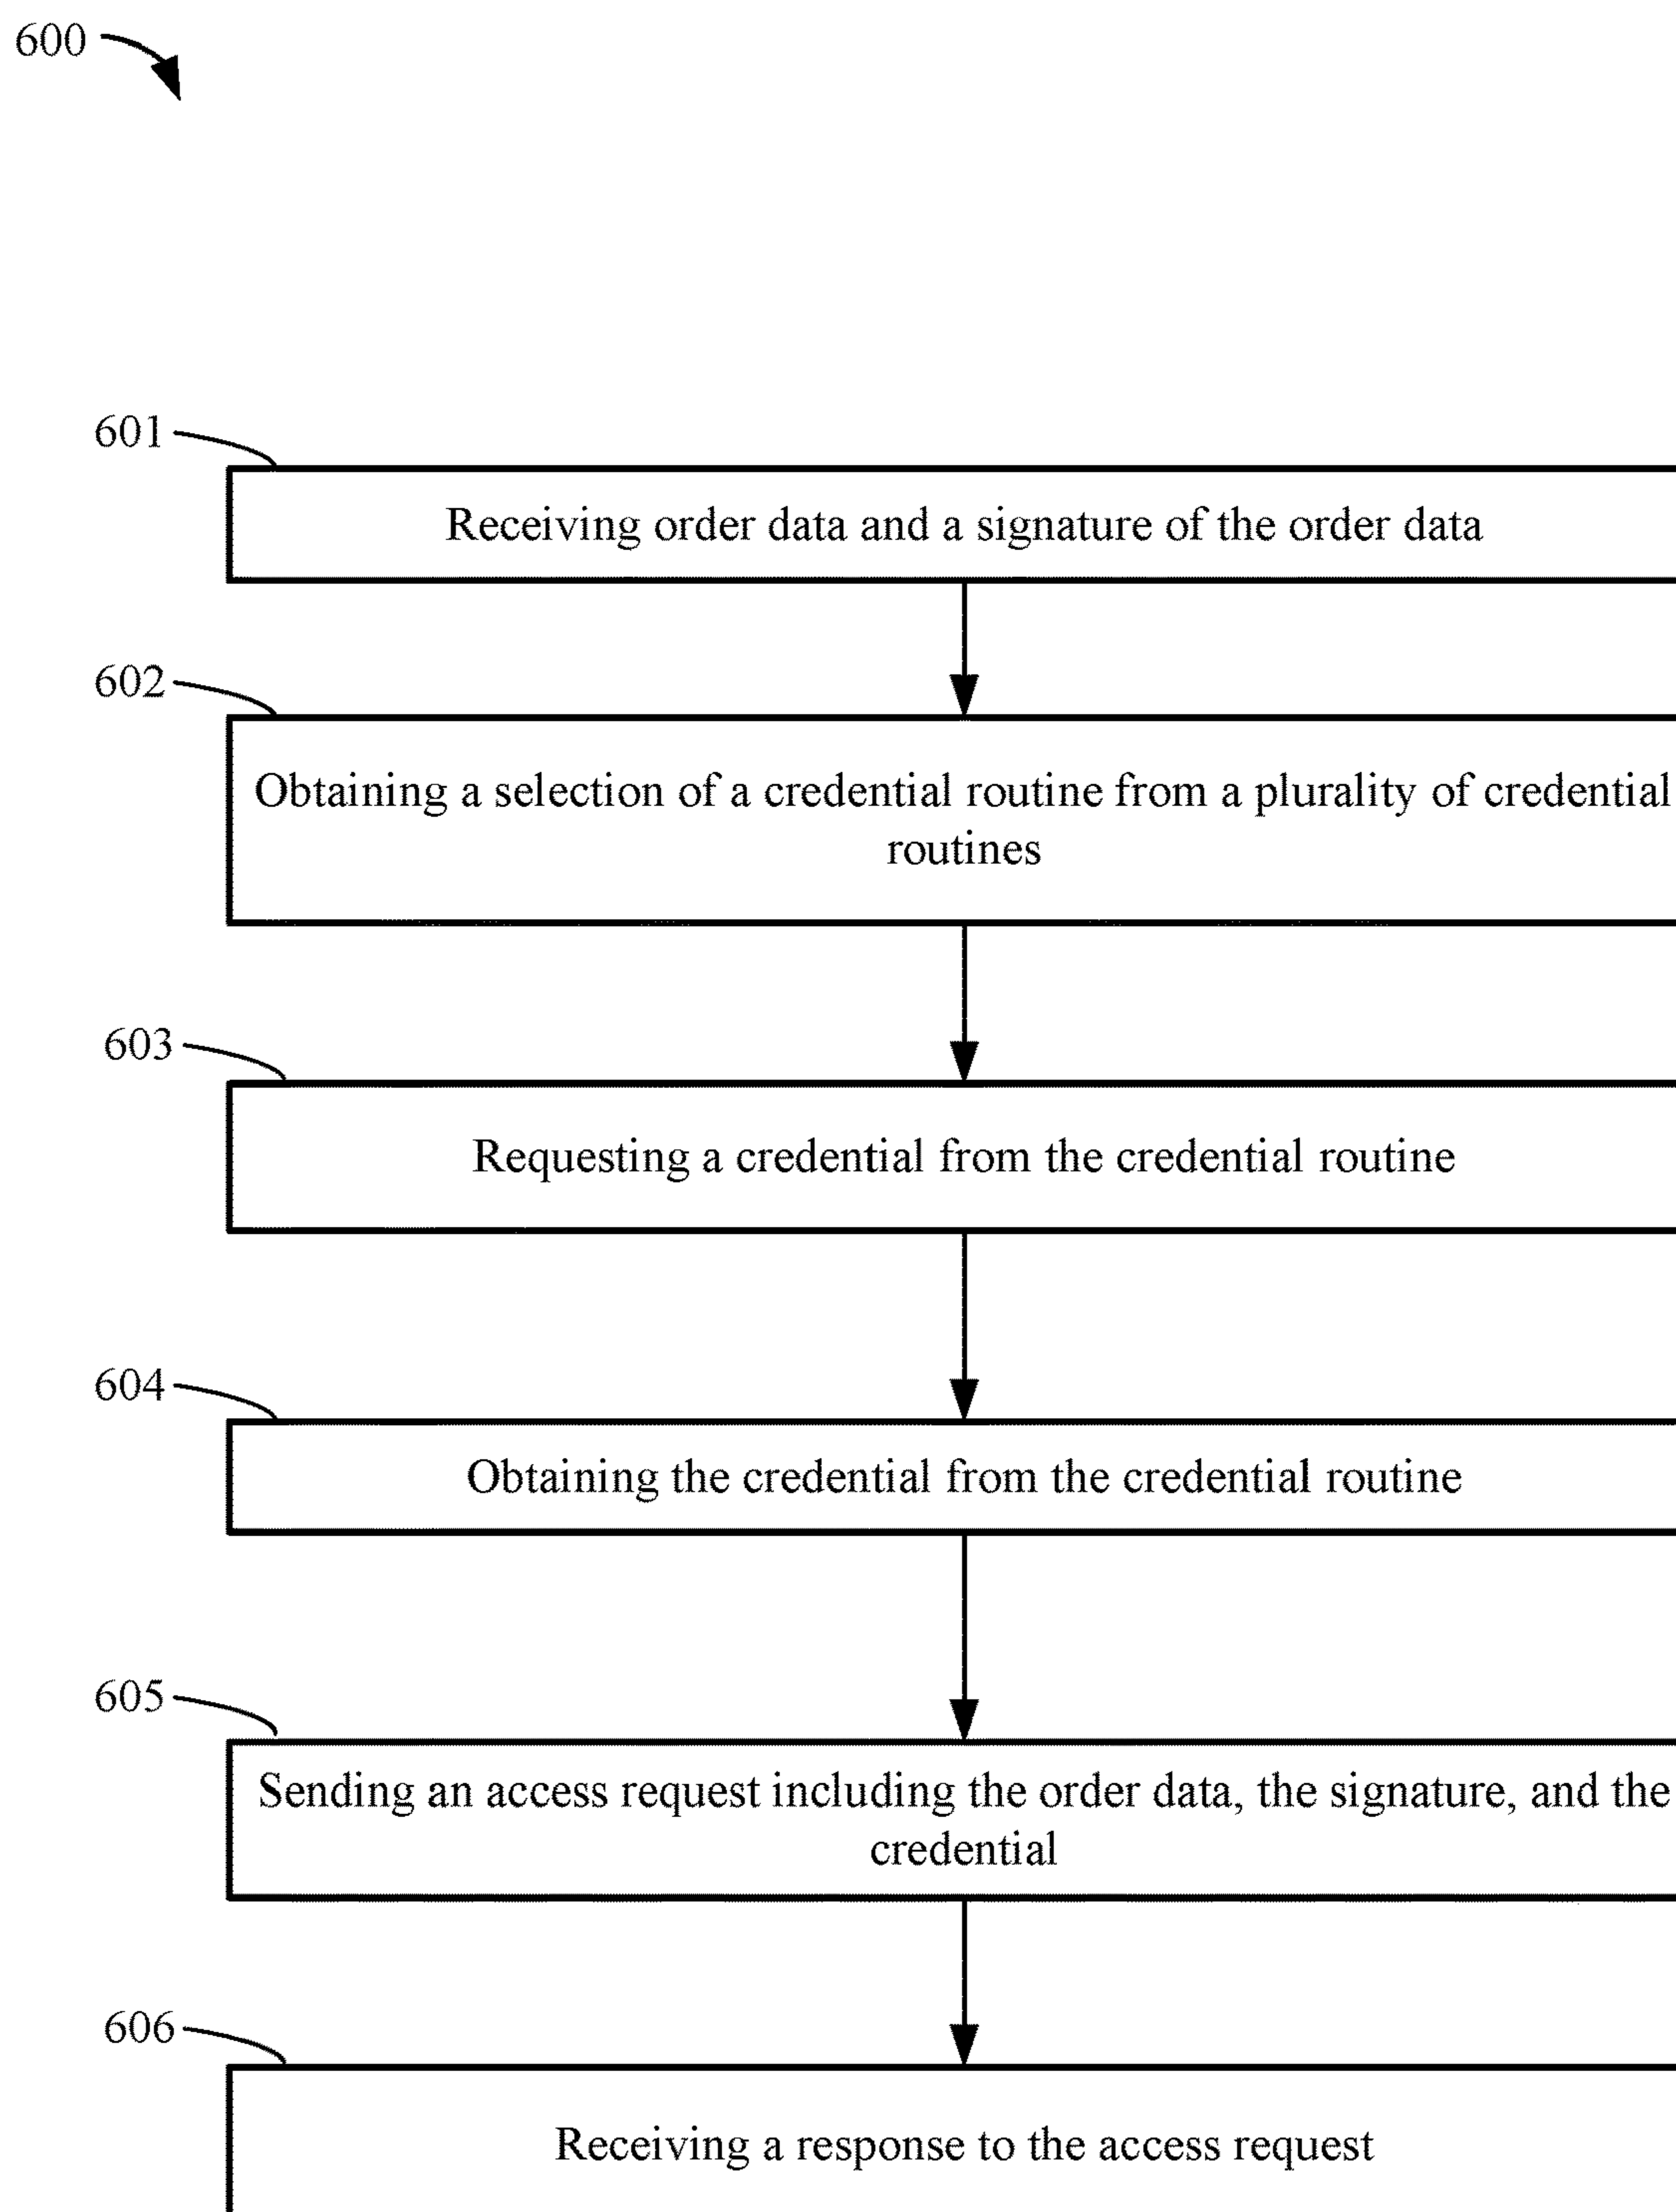 600
601
Receiving order data and a signature of the order data
602
Obtaining a selection of a credential routine from a plurality of credential
routines
603
Requesting a credential from the credential routine
604
Obtaining the credential from the credential routine
605
Sending an access request including the order data, the signature, and the
credential
606
Receiving a response to the access request